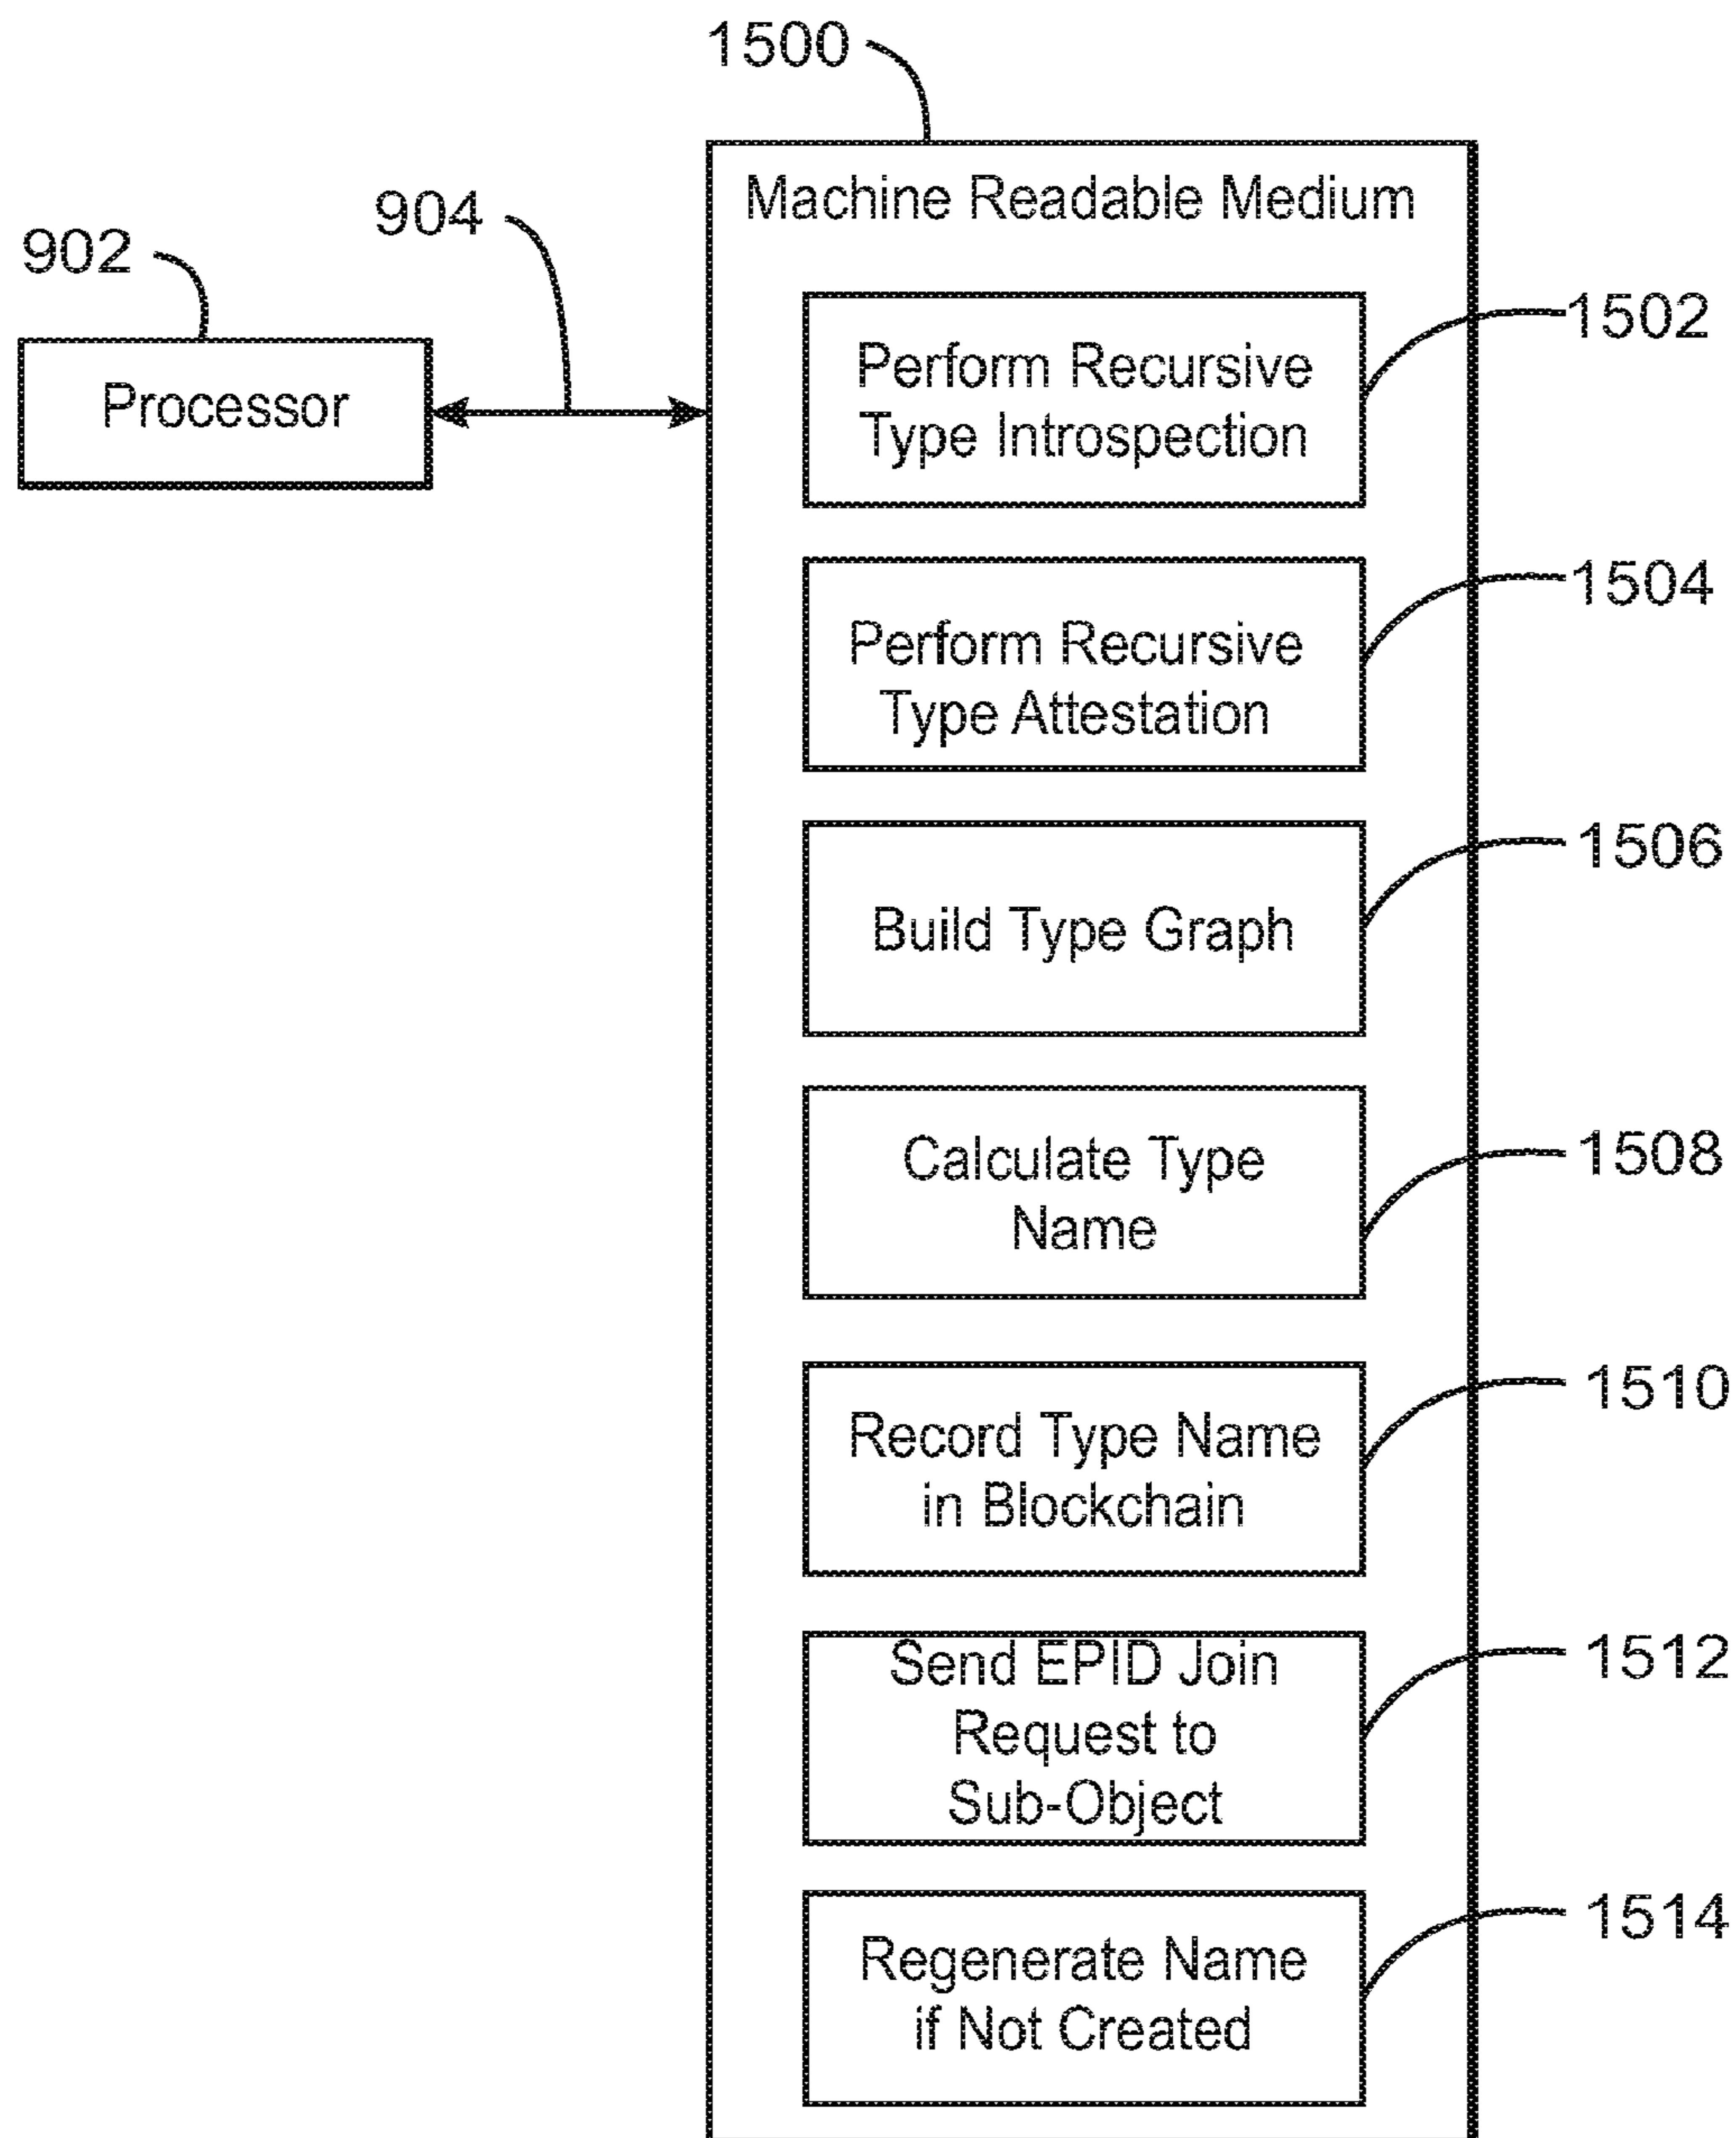 1500
Machine Readable Medium
904
902
Processor
Perform Recursive
Type Introspection
1502
Perform Recursive
Type Attestation
1504
Build Type Graph
1506
Calculate Type
Name
1508
Record Type Name
in Blockchain
1510
Send EPID Join
Request to
Sub-Object
1512
Regenerate Name
if Not Created
1514